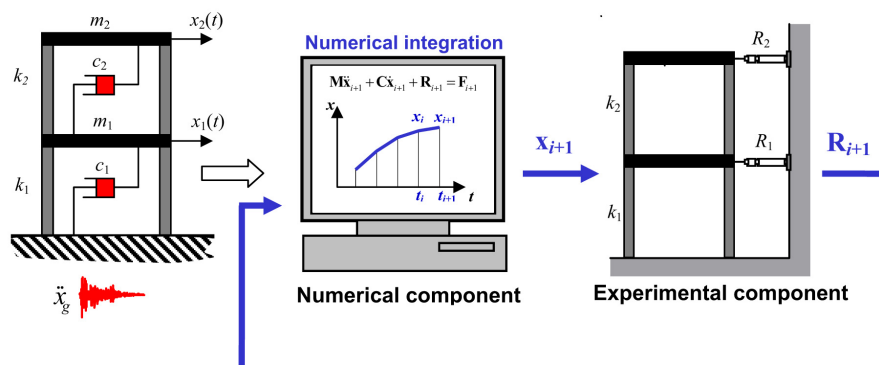 m₂
x₂(t)
c₂
k₂
m₁
x₁(t)
c₁
k₁
ẍg
Numerical integration
Mẍᵢ₊₁ + Cẋᵢ₊₁ + Rᵢ₊₁ = Fᵢ₊₁
x
xᵢ xᵢ₊₁
tᵢ tᵢ₊₁ t
Numerical component
xᵢ₊₁
R₂
k₂
R₁
k₁
Experimental component
Rᵢ₊₁